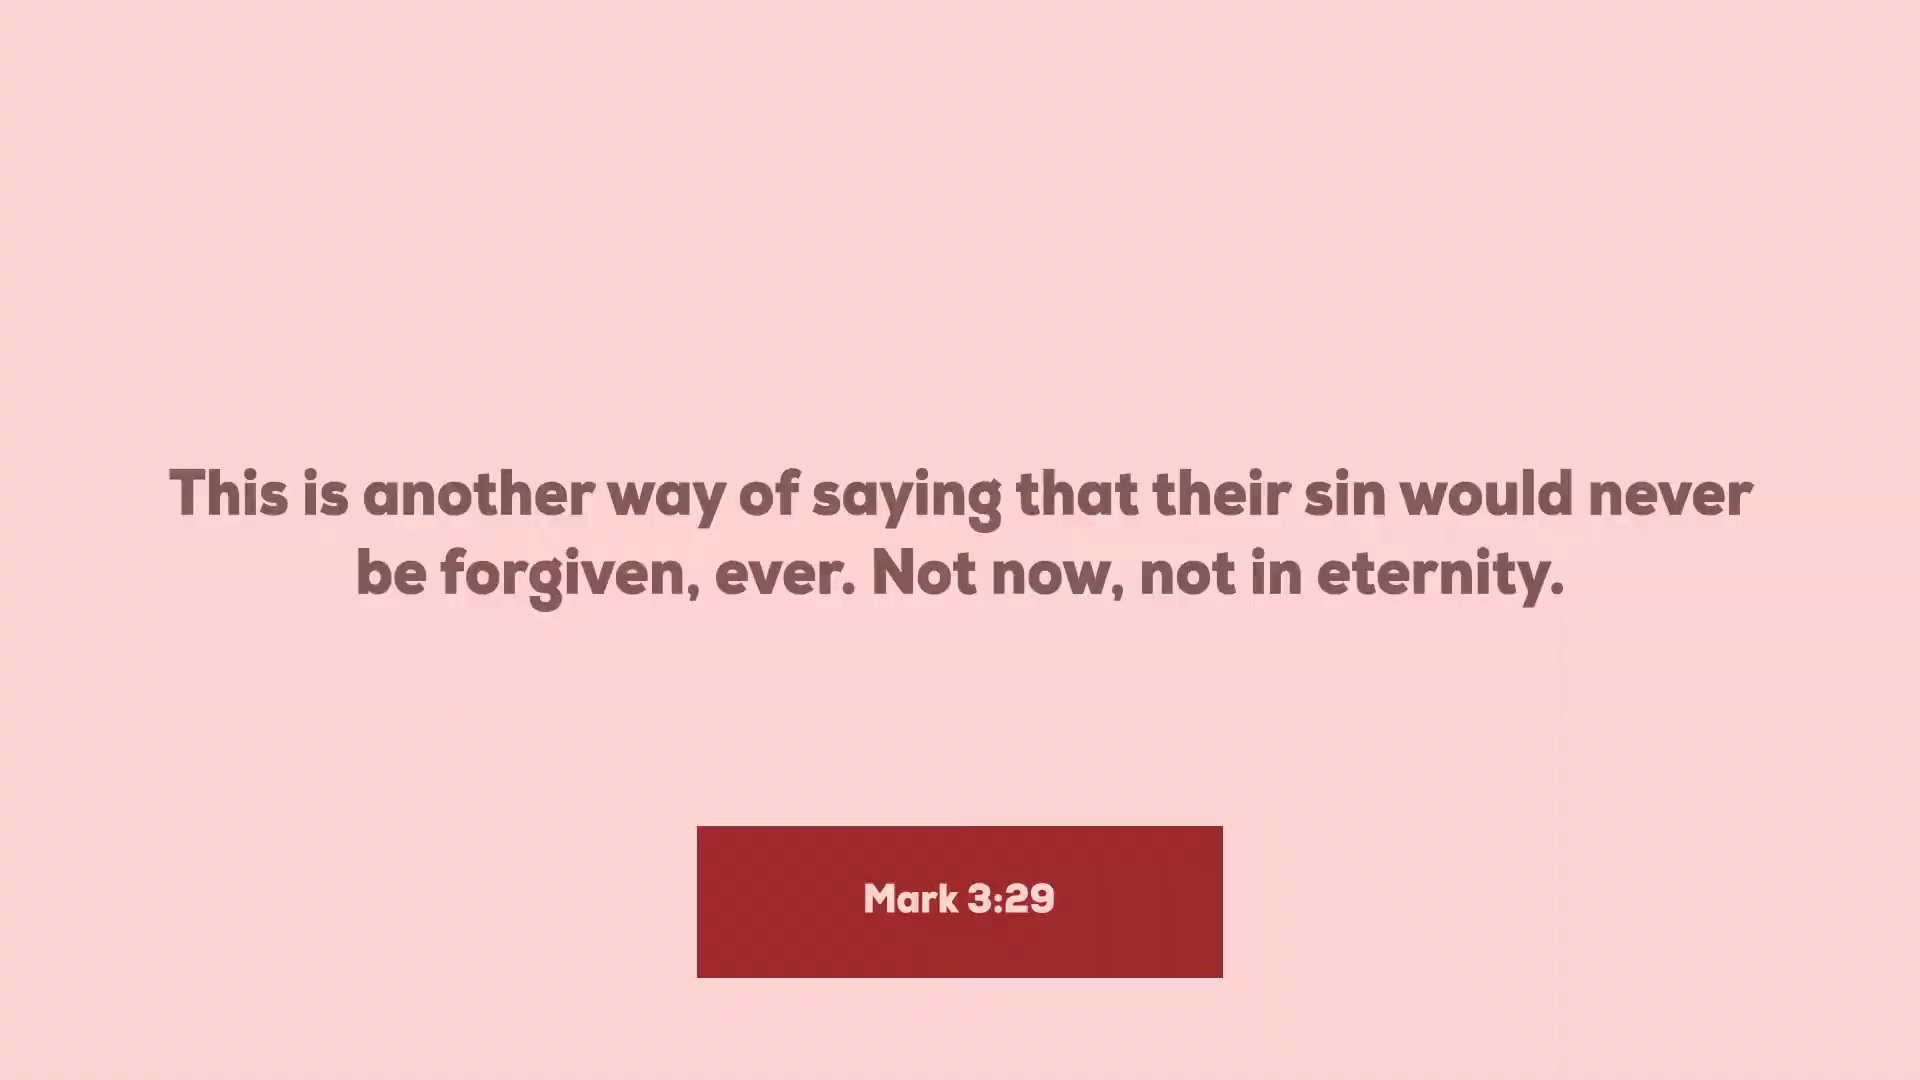 This is another way of saying that their sin would never
be forgiven, ever. Not now, not in eternity.
Mark 3:29